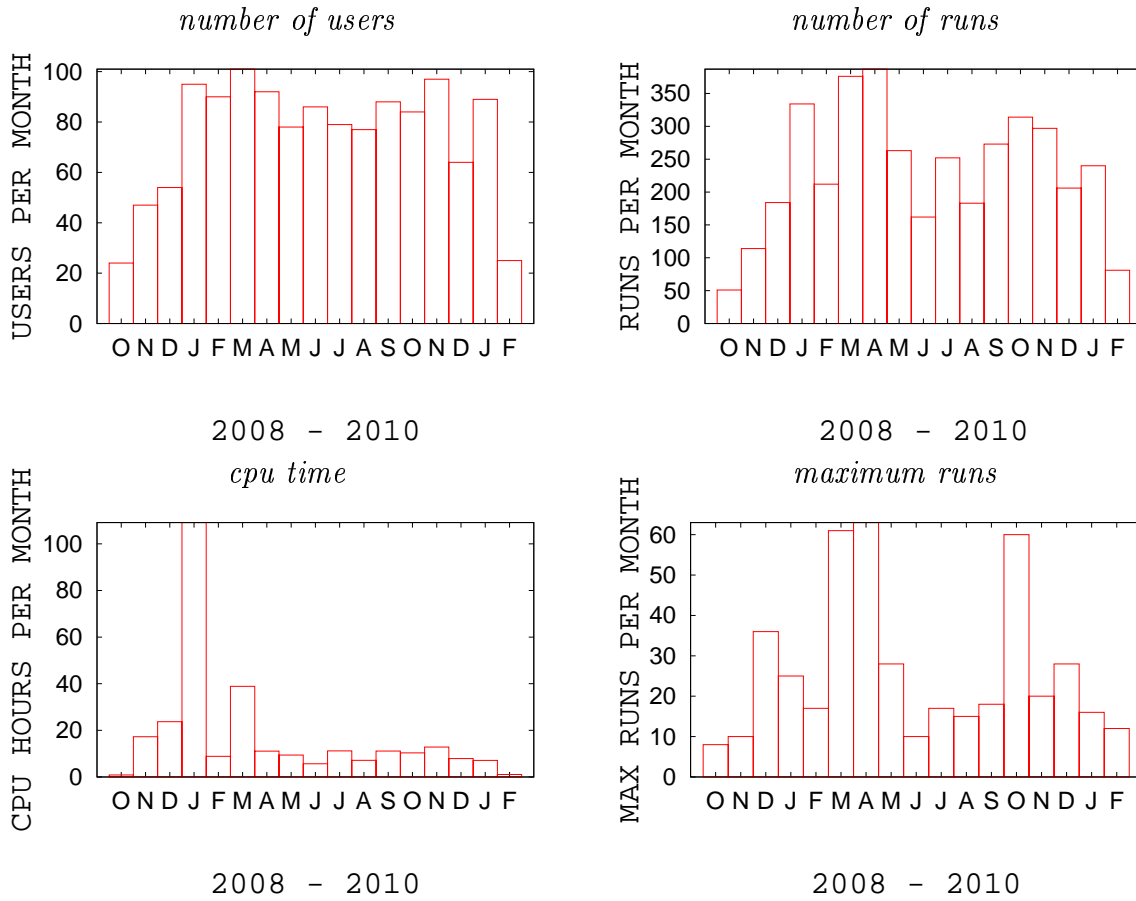 number of users
USERS PER MONTH
100
80
60
40
20
0
O N D J F M A M J J A S O N D J F
2008 - 2010
number of runs
RUNS PER MONTH
350
300
250
200
150
100
50
0
O N D J F M A M J J A S O N D J F
2008 - 2010
cpu time
CPU HOURS PER MONTH
100
80
60
40
20
0
O N D J F M A M J J A S O N D J F
2008 - 2010
maximum runs
MAX RUNS PER MONTH
60
50
40
30
20
10
0
O N D J F M A M J J A S O N D J F
2008 - 2010